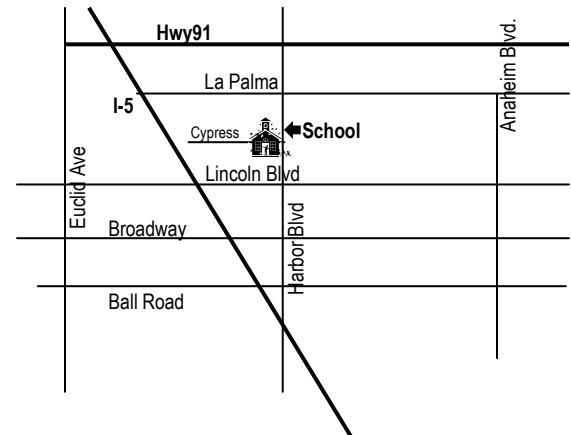 Hwy91
Anaheim Blvd.
La Palma
I-5
Cypress
School
Lincoln Blvd
Euclid Ave
Broadway
Harbor Blvd
Ball Road